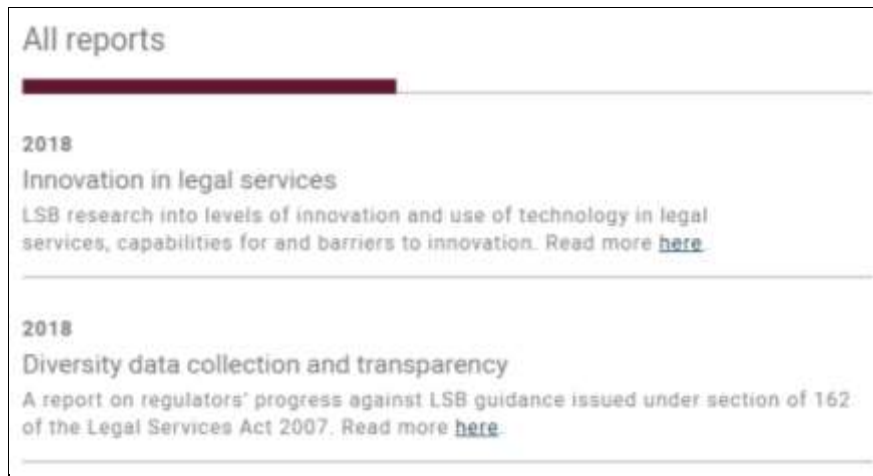 All reports
2018
Innovation in legal services
LSB research into levels of innovation and use of technology in legal
services, capabilities for and barriers to innovation. Read more here.
2018
Diversity data collection and transparency
A report on regulators' progress against LSB guidance issued under section of 162
of the Legal Services Act 2007. Read more here.